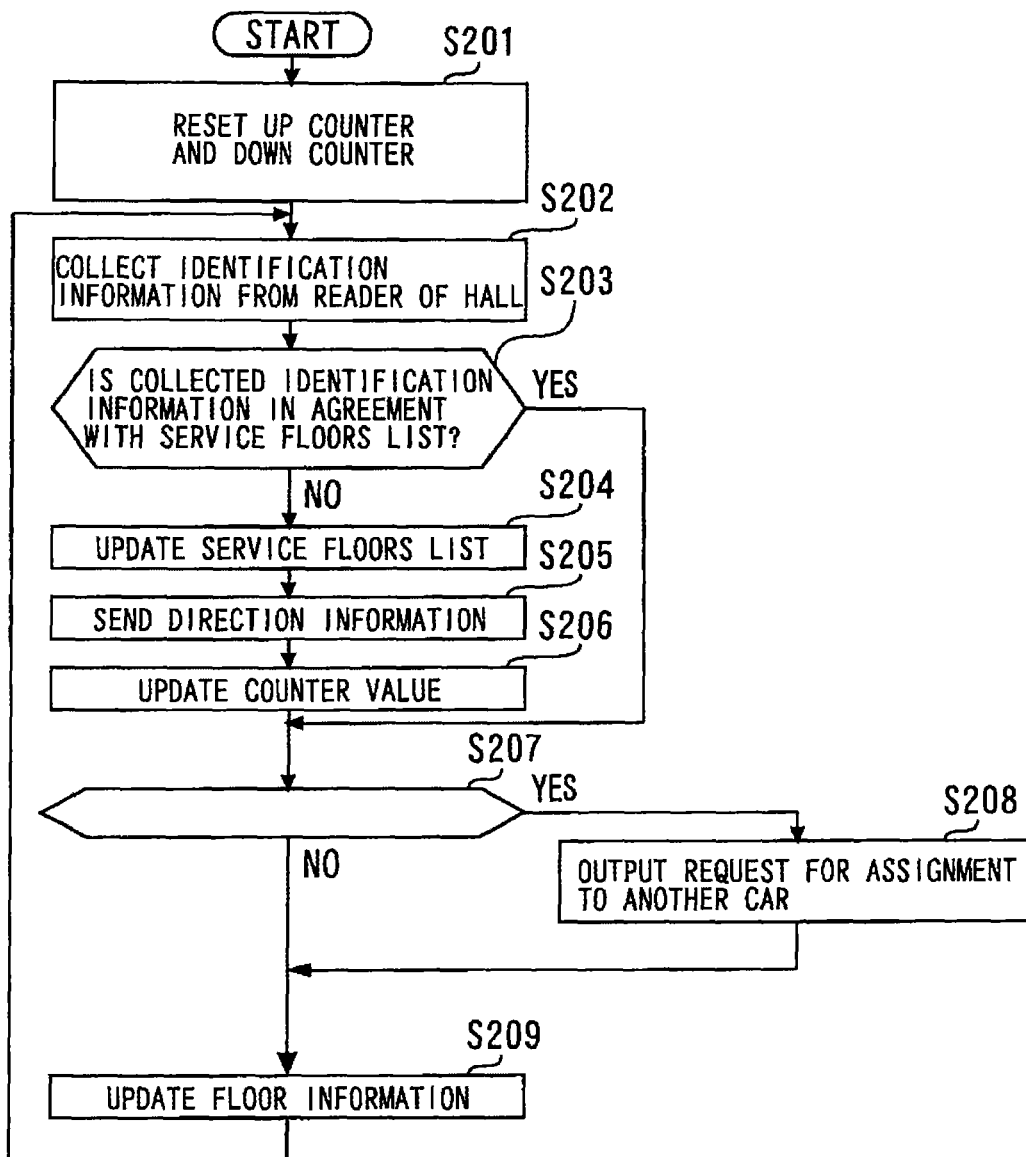 START
S201
RESET UP COUNTER
AND DOWN COUNTER
S202
COLLECT IDENTIFICATION
INFORMATION FROM READER OF HALL
S203
IS COLLECTED IDENTIFICATION
INFORMATION IN AGREEMENT
WITH SERVICE FLOORS LIST?
YES
NO
S204
UPDATE SERVICE FLOORS LIST
S205
SEND DIRECTION INFORMATION
S206
UPDATE COUNTER VALUE
S207
YES
NO
S208
OUTPUT REQUEST FOR ASSIGNMENT
TO ANOTHER CAR
S209
UPDATE FLOOR INFORMATION